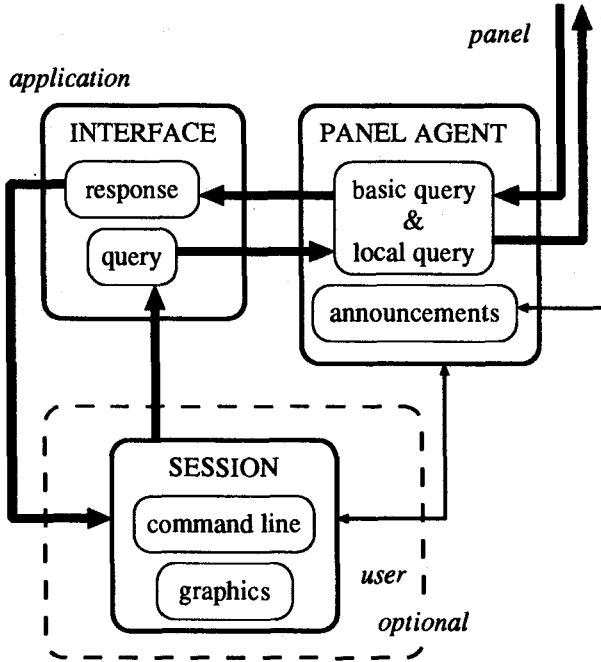 panel
application
INTERFACE
PANEL AGENT
response
basic query
&
local query
query
announcements
SESSION
command line
graphics
user
optional